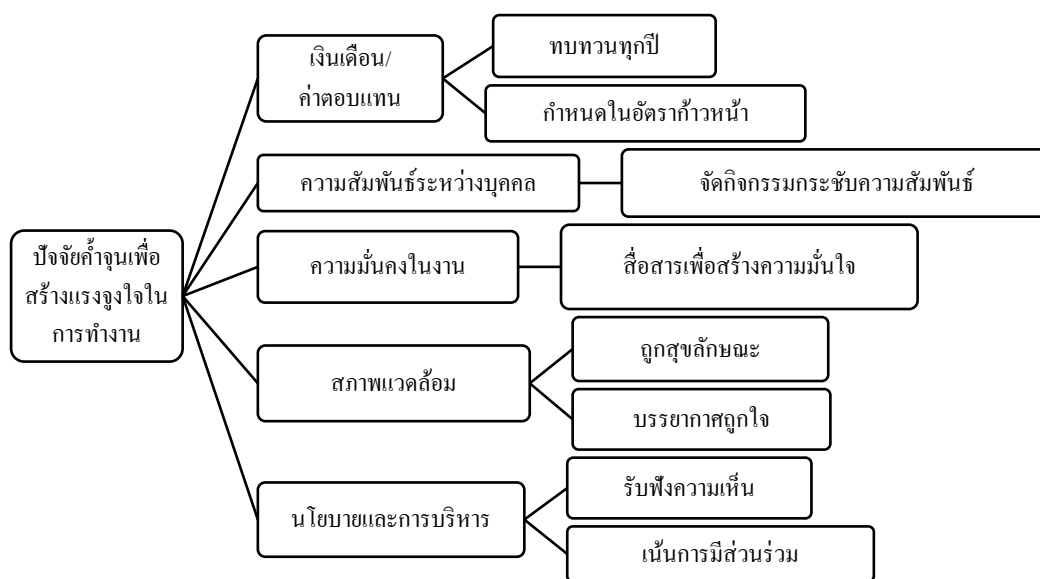 ปัจจัยค้ำจุนเพื่อ
สร้างแรงจูงใจใน
การทำงาน
เงินเดือน/
ค่าตอบแทน
ทบทวนทุกปี
กำหนดในอัตราก้าวหน้า
ความสัมพันธ์ระหว่างบุคคล
จัดกิจกรรมกระชับความสัมพันธ์
ความมั่นคงในงาน
สื่อสารเพื่อสร้างความมั่นใจ
สภาพแวดล้อม
ถูกสุขลักษณะ
บรรยากาศถูกใจ
นโยบายและการบริหาร
รับฟังความเห็น
เน้นการมีส่วนร่วม